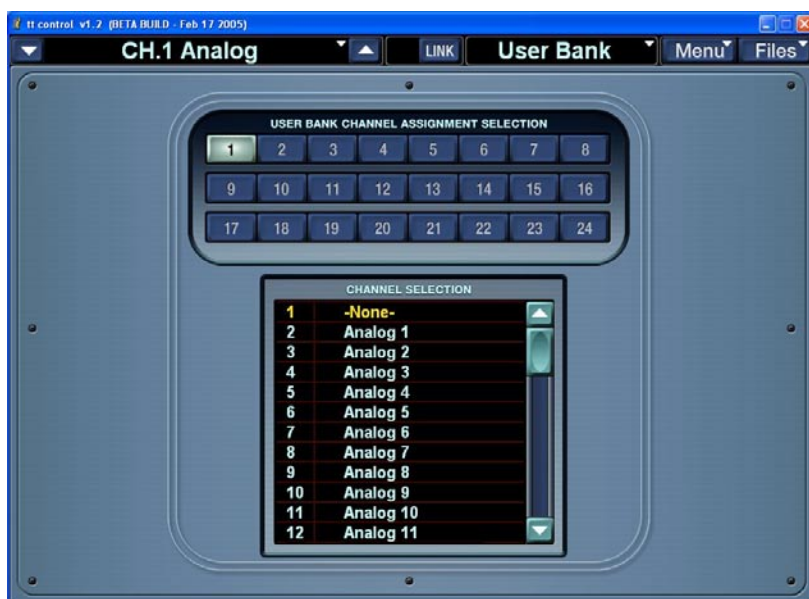 tt control v1.2 (BETA BUILD - Feb 17 2005)
CH.1 Analog LINK User Bank Menu Files
USER BANK CHANNEL ASSIGNMENT SELECTION
1 2 3 4 5 6 7 8
9 10 11 12 13 14 15 16
17 18 19 20 21 22 23 24
CHANNEL SELECTION
1 -None-
2 Analog 1
3 Analog 2
4 Analog 3
5 Analog 4
6 Analog 5
7 Analog 6
8 Analog 7
9 Analog 8
10 Analog 9
11 Analog 10
12 Analog 11